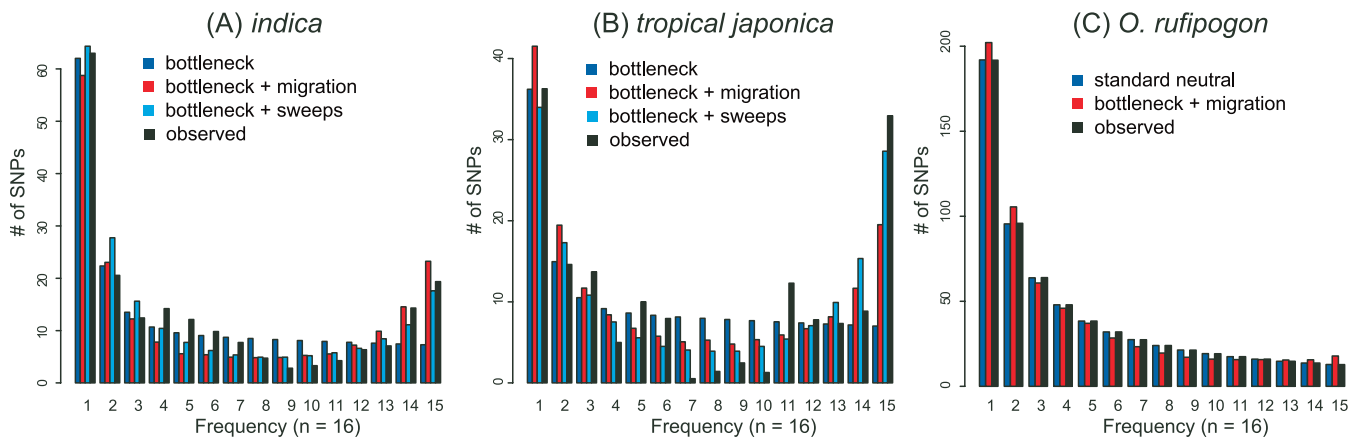 (A) indica
# of SNPs
0 10 20 30 40 50 60
bottleneck
bottleneck + migration
bottleneck + sweeps
observed
1 2 3 4 5 6 7 8 9 10 11 12 13 14 15
Frequency (n = 16)
(B) tropical japonica
# of SNPs
0 10 20 30 40
bottleneck
bottleneck + migration
bottleneck + sweeps
observed
1 2 3 4 5 6 7 8 9 10 11 12 13 14 15
Frequency (n = 16)
(C) O. rufipogon
# of SNPs
0 50 100 150 200
standard neutral
bottleneck + migration
observed
1 2 3 4 5 6 7 8 9 10 11 12 13 14 15
Frequency (n = 16)